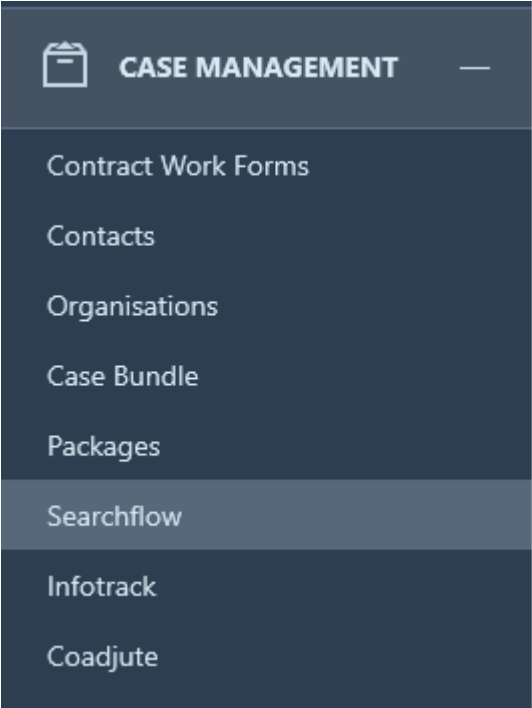 CASE MANAGEMENT
Contract Work Forms
Contacts
Organisations
Case Bundle
Packages
Searchflow
Infotrack
Coadjute